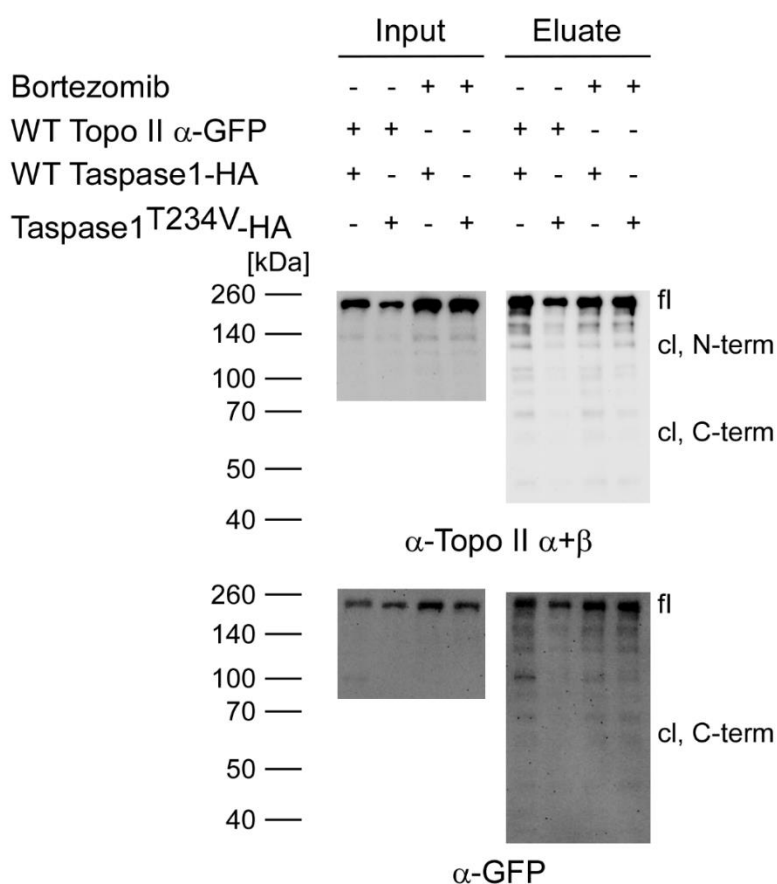 Input Eluate
Bortezomib - - + + - - + +
WT Topo II α-GFP + + - - + + - -
WT Taspase1-HA + - + - + - + -
Taspase1T234V-HA - + - + - + - +
[kDa]
260 fl
140 cl, N-term
100
70 cl, C-term
50
40
α-Topo II α+β
260 fl
140
100
70 cl, C-term
50
40
α-GFP